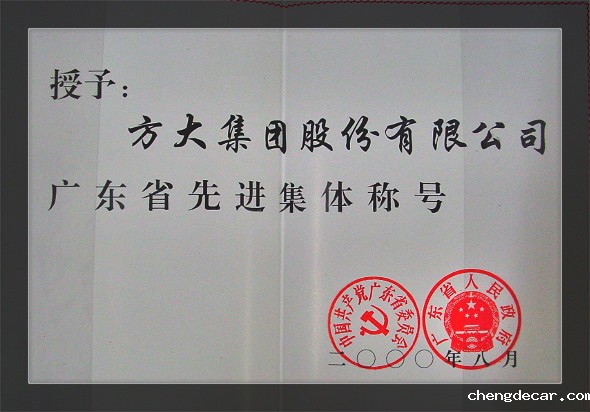 授予：
方大集团股份有限公司
广东省先进集体称号
中国共产党广东省委员会
广东省人民政府
二〇〇〇年八月
chengdecar.com